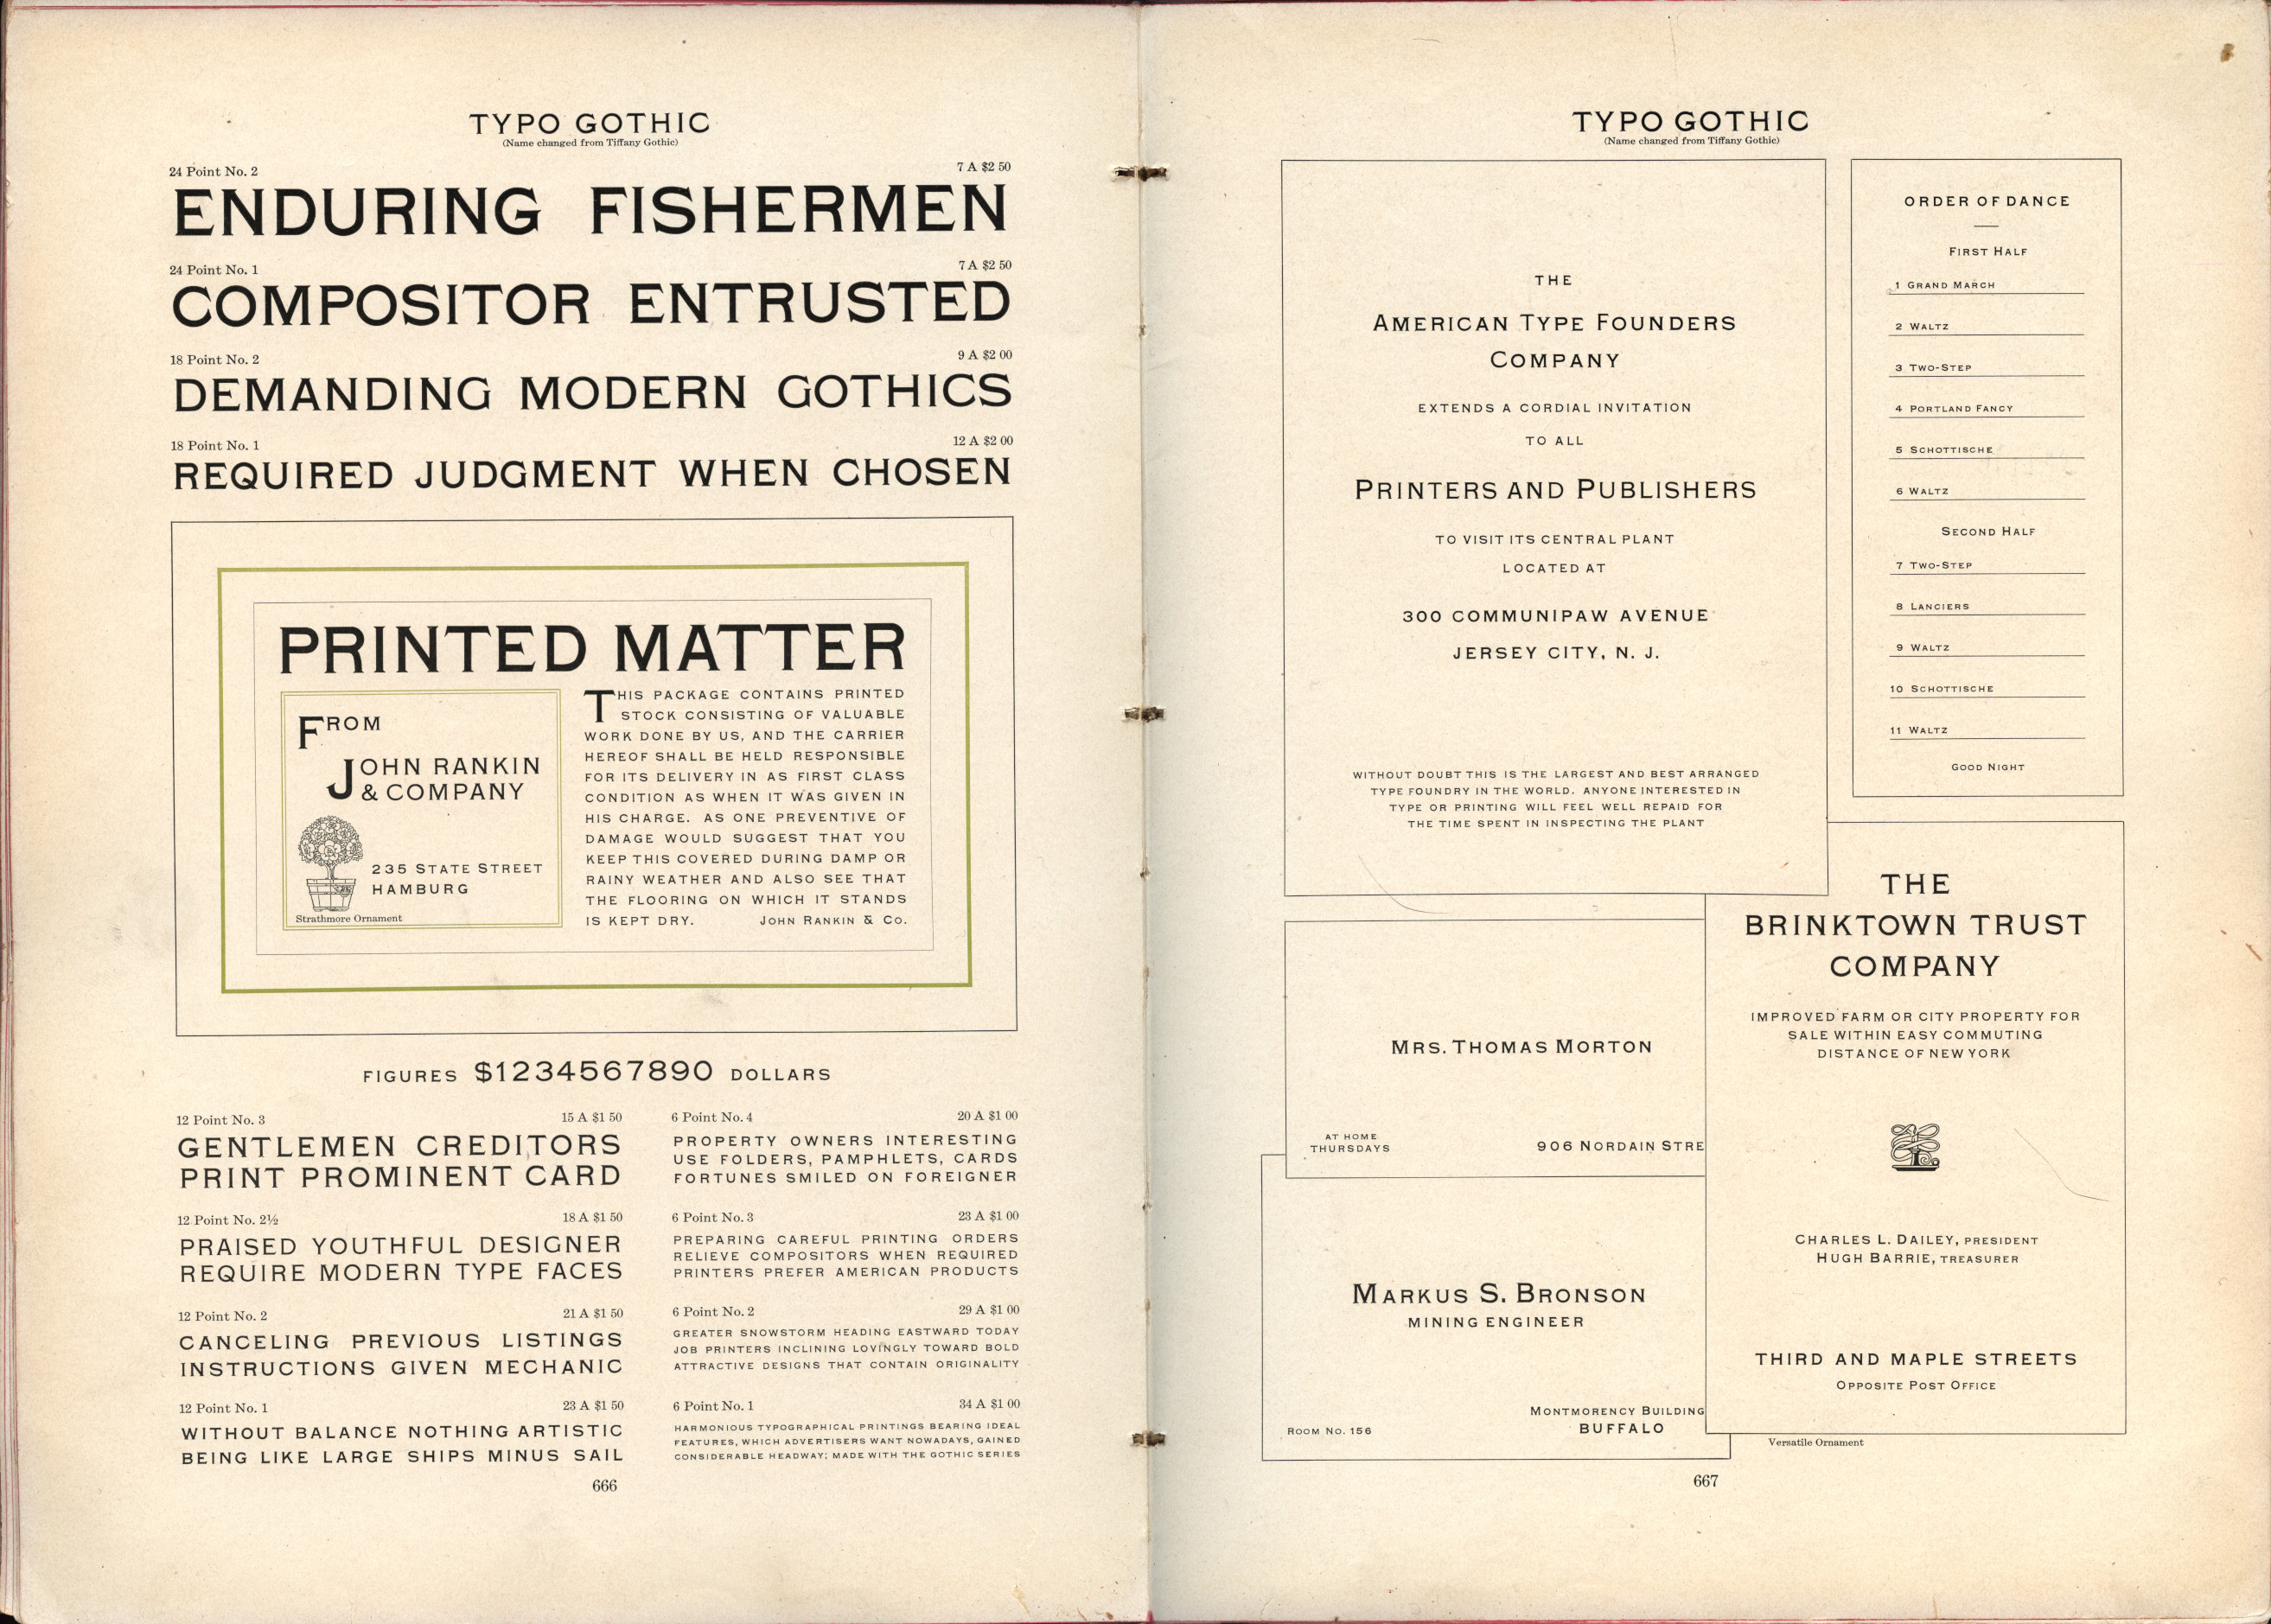 TYPO GOTHIC
(Name changed from Tiffany Gothic)
24 Point No. 2 7 A $2 50
ENDURING FISHERMEN
24 Point No. 1 7 A $2 50
COMPOSITOR ENTRUSTED
18 Point No. 2 9 A $2 00
DEMANDING MODERN GOTHICS
18 Point No. 1 12 A $2 00
REQUIRED JUDGMENT WHEN CHOSEN
PRINTED MATTER
FROM
JOHN RANKIN
& COMPANY
235 STATE STREET
HAMBURG
Strathmore Ornament
THIS PACKAGE CONTAINS PRINTED
STOCK CONSISTING OF VALUABLE
WORK DONE BY US, AND THE CARRIER
HEREOF SHALL BE HELD RESPONSIBLE
FOR ITS DELIVERY IN AS FIRST CLASS
CONDITION AS WHEN IT WAS GIVEN IN
HIS CHARGE. AS ONE PREVENTIVE OF
DAMAGE WOULD SUGGEST THAT YOU
KEEP THIS COVERED DURING DAMP OR
RAINY WEATHER AND ALSO SEE THAT
THE FLOORING ON WHICH IT STANDS
IS KEPT DRY. JOHN RANKIN & CO.
FIGURES $1234567890 DOLLARS
12 Point No. 3 15 A $1 50
GENTLEMEN CREDITORS
PRINT PROMINENT CARD
12 Point No. 2½ 18 A $1 50
PRAISED YOUTHFUL DESIGNER
REQUIRE MODERN TYPE FACES
12 Point No. 2 21 A $1 50
CANCELING PREVIOUS LISTINGS
INSTRUCTIONS GIVEN MECHANIC
12 Point No. 1 23 A $1 50
WITHOUT BALANCE NOTHING ARTISTIC
BEING LIKE LARGE SHIPS MINUS SAIL
6 Point No. 4 20 A $1 00
PROPERTY OWNERS INTERESTING
USE FOLDERS, PAMPHLETS, CARDS
FORTUNES SMILED ON FOREIGNER
6 Point No. 3 23 A $1 00
PREPARING CAREFUL PRINTING ORDERS
RELIEVE COMPOSITORS WHEN REQUIRED
PRINTERS PREFER AMERICAN PRODUCTS
6 Point No. 2 29 A $1 00
GREATER SNOWSTORM HEADING EASTWARD TODAY
JOB PRINTERS INCLINING LOVINGLY TOWARD BOLD
ATTRACTIVE DESIGNS THAT CONTAIN ORIGINALITY
6 Point No. 1 34 A $1 00
HARMONIOUS TYPOGRAPHICAL PRINTINGS BEARING IDEAL
FEATURES, WHICH ADVERTISERS WANT NOWADAYS, GAINED
CONSIDERABLE HEADWAY; MADE WITH THE GOTHIC SERIES
666
TYPO GOTHIC
(Name changed from Tiffany Gothic)
THE
AMERICAN TYPE FOUNDERS
COMPANY
EXTENDS A CORDIAL INVITATION
TO ALL
PRINTERS AND PUBLISHERS
TO VISIT ITS CENTRAL PLANT
LOCATED AT
300 COMMUNIPAW AVENUE
JERSEY CITY, N. J.
WITHOUT DOUBT THIS IS THE LARGEST AND BEST ARRANGED
TYPE FOUNDRY IN THE WORLD. ANYONE INTERESTED IN
TYPE OR PRINTING WILL FEEL WELL REPAID FOR
THE TIME SPENT IN INSPECTING THE PLANT
ORDER OF DANCE
FIRST HALF
1 GRAND MARCH
2 WALTZ
3 TWO-STEP
4 PORTLAND FANCY
5 SCHOTTISCHE
6 WALTZ
SECOND HALF
7 TWO-STEP
8 LANCIERS
9 WALTZ
10 SCHOTTISCHE
11 WALTZ
GOOD NIGHT
MRS. THOMAS MORTON
AT HOME
THURSDAYS
906 NORDAIN STRE
MARKUS S. BRONSON
MINING ENGINEER
ROOM NO. 156
MONTMORENCY BUILDING
BUFFALO
THE
BRINKTOWN TRUST
COMPANY
IMPROVED FARM OR CITY PROPERTY FOR
SALE WITHIN EASY COMMUTING
DISTANCE OF NEW YORK
CHARLES L. DAILEY, PRESIDENT
HUGH BARRIE, TREASURER
THIRD AND MAPLE STREETS
OPPOSITE POST OFFICE
Versatile Ornament
667